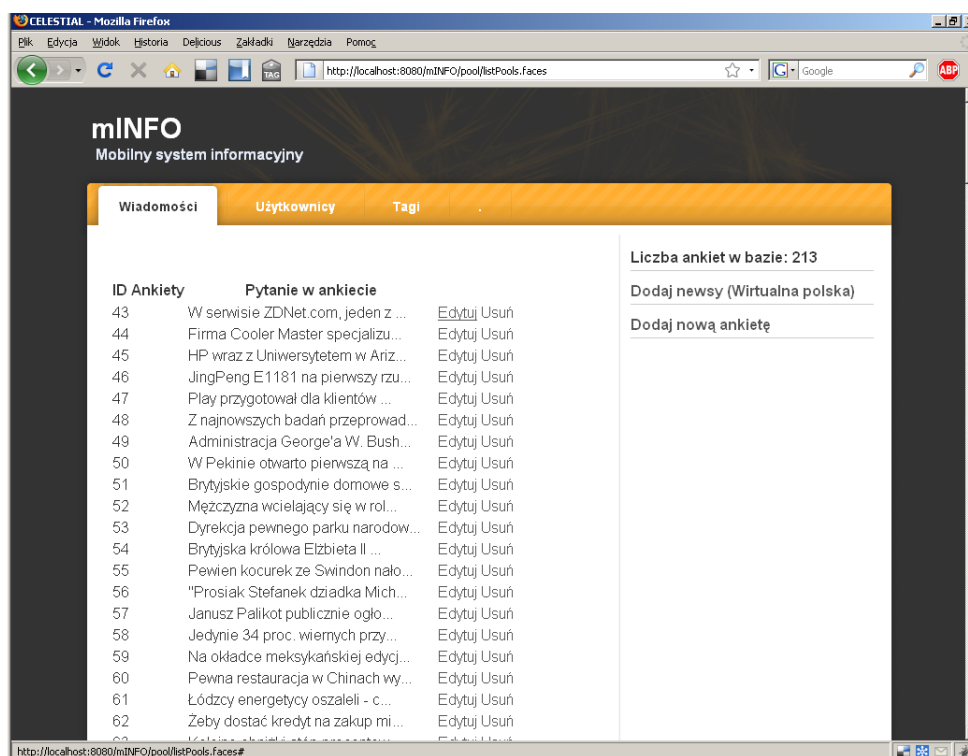 CELESTIAL - Mozilla Firefox
Plik Edycja Widok Historia Delicious Zakładki Narzędzia Pomoc
TAG http://localhost:8080/mINFO/pool/listPools.faces G Google ABP
mINFO
Mobilny system informacyjny
Wiadomości Użytkownicy Tagi .
Liczba ankiet w bazie: 213
Dodaj newsy (Wirtualna polska)
Dodaj nową ankietę
ID Ankiety Pytanie w ankiecie
43 W serwisie ZDNet.com, jeden z ... Edytuj Usuń
44 Firma Cooler Master specjalizu... Edytuj Usuń
45 HP wraz z Uniwersytetem w Ariz... Edytuj Usuń
46 JingPeng E1181 na pierwszy rzu... Edytuj Usuń
47 Play przygotował dla klientów ... Edytuj Usuń
48 Z najnowszych badań przeprowad... Edytuj Usuń
49 Administracja George'a W. Bush... Edytuj Usuń
50 W Pekinie otwarto pierwszą na ... Edytuj Usuń
51 Brytyjskie gospodynie domowe s... Edytuj Usuń
52 Mężczyzna wcielający się w rol... Edytuj Usuń
53 Dyrekcja pewnego parku narodow... Edytuj Usuń
54 Brytyjska królowa Elżbieta II ... Edytuj Usuń
55 Pewien kocurek ze Swindon nało... Edytuj Usuń
56 "Prosiak Stefanek dziadka Mich... Edytuj Usuń
57 Janusz Palikot publicznie ogło... Edytuj Usuń
58 Jedynie 34 proc. wiernych przy... Edytuj Usuń
59 Na okładce meksykańskiej edycj... Edytuj Usuń
60 Pewna restauracja w Chinach wy... Edytuj Usuń
61 Łódzcy energetycy oszaleli - c... Edytuj Usuń
62 Żeby dostać kredyt na zakup mi... Edytuj Usuń
http://localhost:8080/mINFO/pool/listPools.faces#